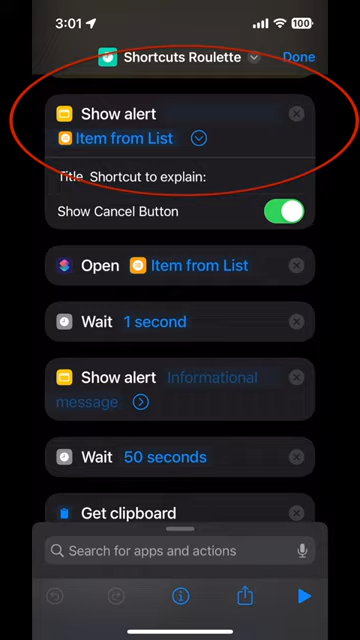 3:01 100
Shortcuts Roulette Done
Show alert
Item from List
Title Shortcut to explain:
Show Cancel Button
Open Item from List
Wait 1 second
Show alert Informational
message
Wait 50 seconds
Get clipboard
Search for apps and actions